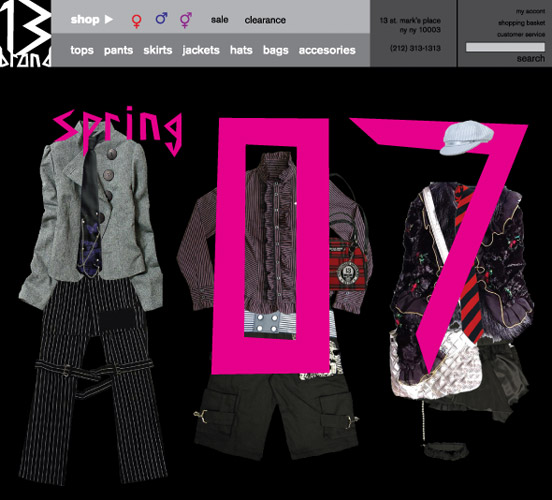 13
brand
shop
sale
clearance
tops pants skirts jackets hats bags accesories
13 st. mark's place
ny ny 10003
(212) 313-1313
my accont
shopping basket
customer service
search
spring
07